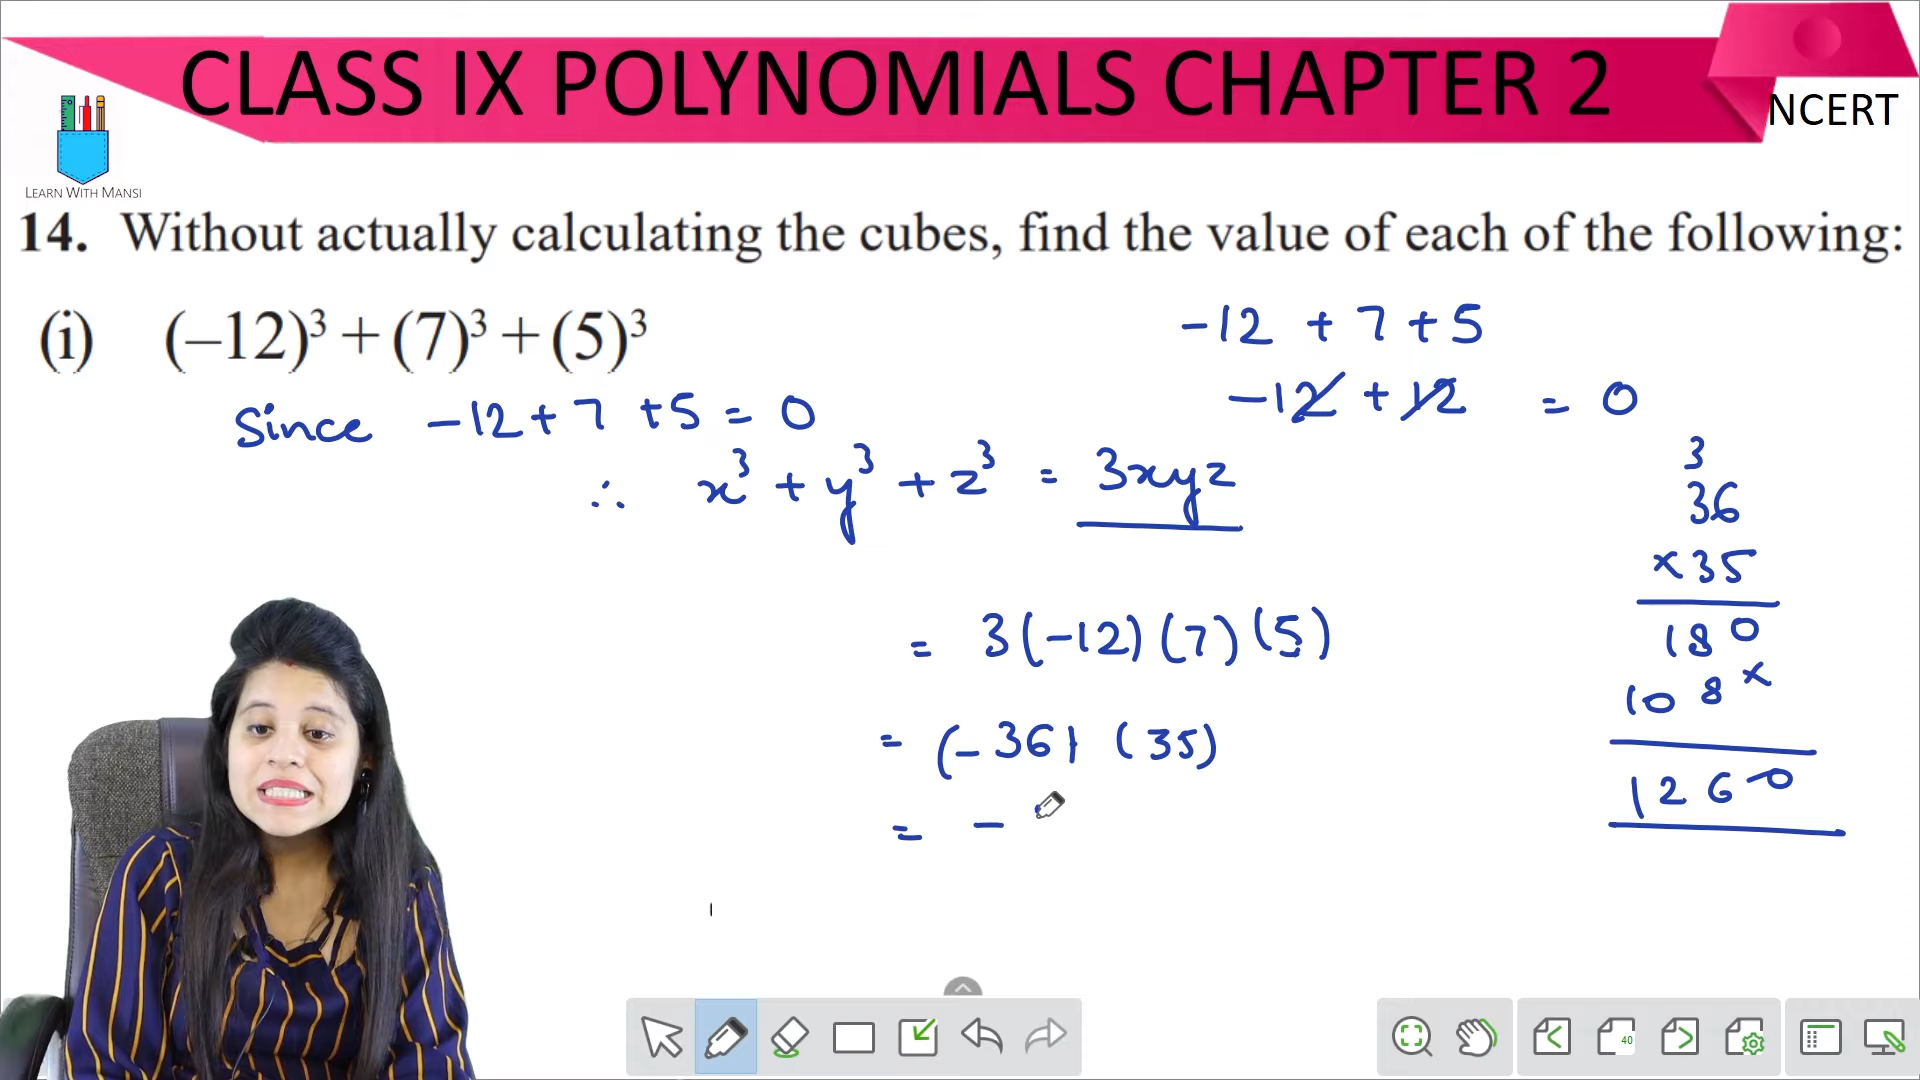 CLASS IX POLYNOMIALS CHAPTER 2
NCERT
LEARN WITH MANSI
14. Without actually calculating the cubes, find the value of each of the following:
(i) (–12)³ + (7)³ + (5)³
-12 + 7 + 5
-12 + 12 = 0
Since -12 + 7 + 5 = 0
∴ x³ + y³ + z³ = 3xyz
3
36
×35
180
108×
1260
= 3(-12)(7)(5)
= (-36) (35)
= -
40